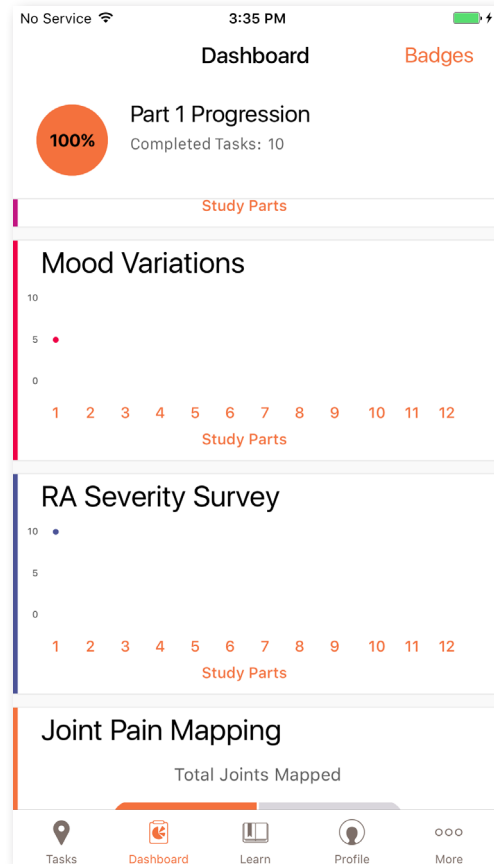 No Service 3:35 PM
Dashboard Badges
100% Part 1 Progression
Completed Tasks: 10
Study Parts
Mood Variations
10
5
0
1 2 3 4 5 6 7 8 9 10 11 12
Study Parts
RA Severity Survey
10
5
0
1 2 3 4 5 6 7 8 9 10 11 12
Study Parts
Joint Pain Mapping
Total Joints Mapped
Tasks Dashboard Learn Profile More